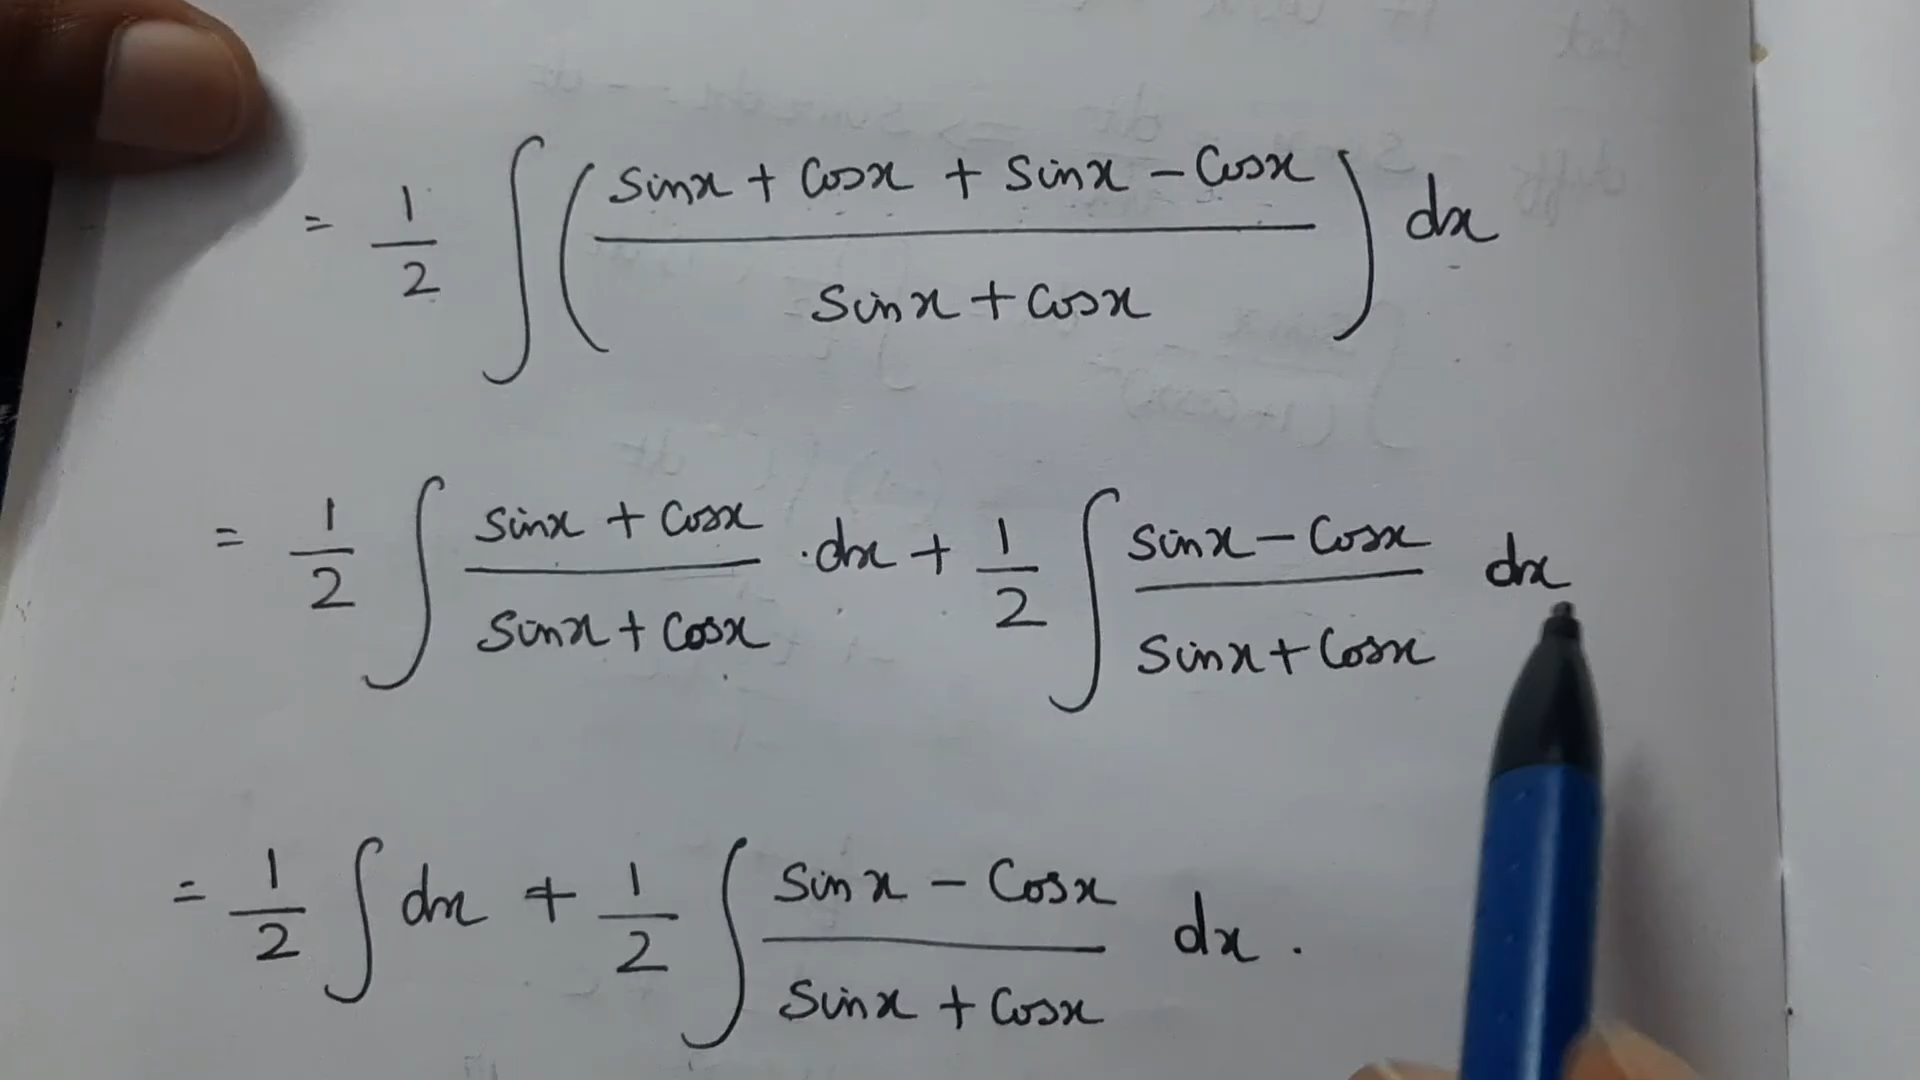 = 1/2 ∫ ( (sinx + cosx + sinx - cosx) / (sinx + cosx) ) dx
= 1/2 ∫ (sinx + cosx) / (sinx + cosx) · dx + 1/2 ∫ (sinx - cosx) / (sinx + cosx) dx
= 1/2 ∫ dx + 1/2 ∫ (sinx - cosx) / (sinx + cosx) dx .